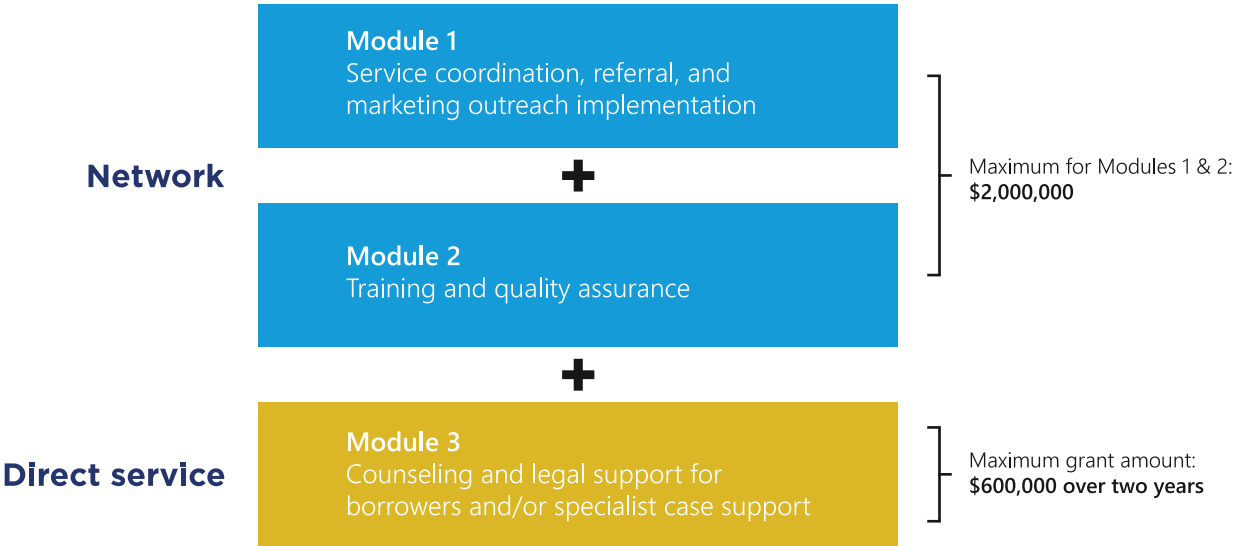 Module 1
Service coordination, referral, and
marketing outreach implementation
+
Network
Maximum for Modules 1 & 2:
$2,000,000
Module 2
Training and quality assurance
+
Direct service
Module 3
Counseling and legal support for
borrowers and/or specialist case support
Maximum grant amount:
$600,000 over two years